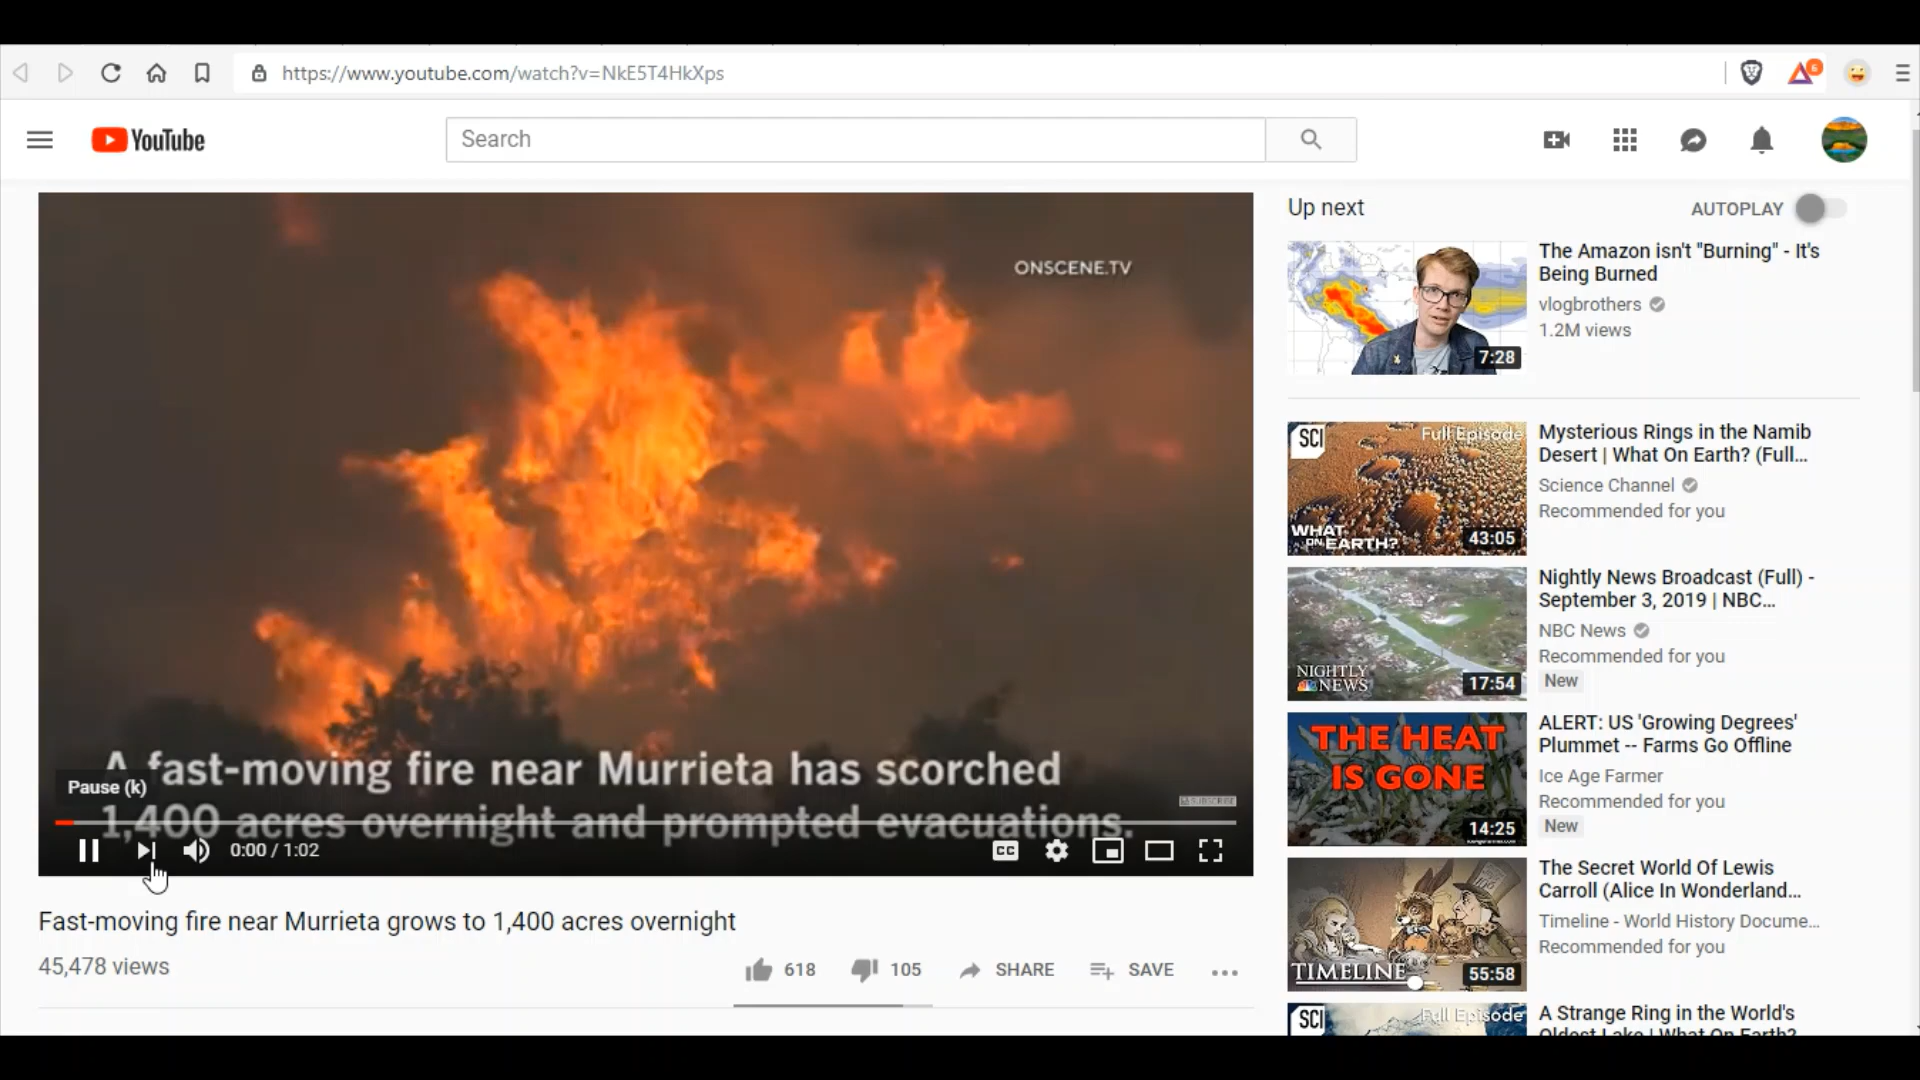 6
https://www.youtube.com/watch?v=NkE5T4HkXps
YouTube
Search
ONSCENE.TV
A fast-moving fire near Murrieta has scorched
1,400 acres overnight and prompted evacuations.
Pause (k)
SUBSCRIBE
0:00 / 1:02
CC
Fast-moving fire near Murrieta grows to 1,400 acres overnight
45,478 views
618
105
SHARE
SAVE
Up next
AUTOPLAY
7:28
The Amazon isn't "Burning" - It's
Being Burned
vlogbrothers
1.2M views
SCI
Full Episode
WHAT
ON EARTH?
43:05
Mysterious Rings in the Namib
Desert | What On Earth? (Full...
Science Channel
Recommended for you
NIGHTLY
NEWS
17:54
Nightly News Broadcast (Full) -
September 3, 2019 | NBC...
NBC News
Recommended for you
New
THE HEAT
IS GONE
14:25
ALERT: US 'Growing Degrees'
Plummet -- Farms Go Offline
Ice Age Farmer
Recommended for you
New
TIMELINE
55:58
The Secret World Of Lewis
Carroll (Alice In Wonderland...
Timeline - World History Docume...
Recommended for you
SCI
Full Episode
A Strange Ring in the World's
Oldest Lake | What On Earth?